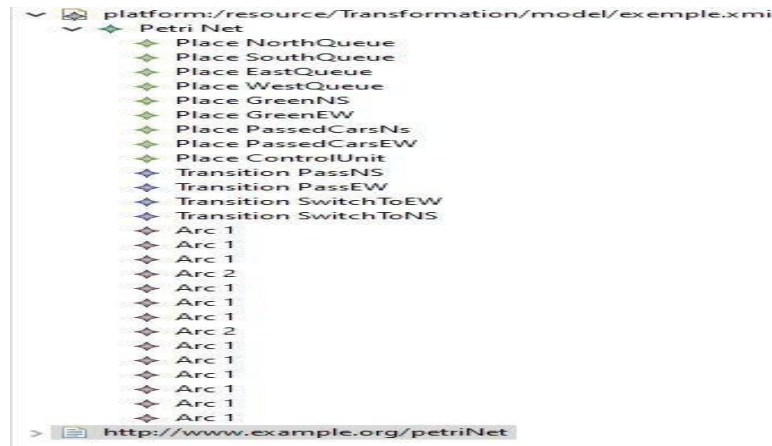 platform:/resource/Transformation/model/exemple.xmi
Petri Net
Place NorthQueue
Place SouthQueue
Place EastQueue
Place WestQueue
Place GreenNS
Place GreenEW
Place PassedCarsNs
Place PassedCarsEW
Place ControlUnit
Transition PassNS
Transition PassEW
Transition SwitchToEW
Transition SwitchToNS
Arc 1
Arc 1
Arc 1
Arc 2
Arc 1
Arc 1
Arc 1
Arc 2
Arc 1
Arc 1
Arc 1
Arc 1
Arc 1
Arc 1
http://www.example.org/petriNet